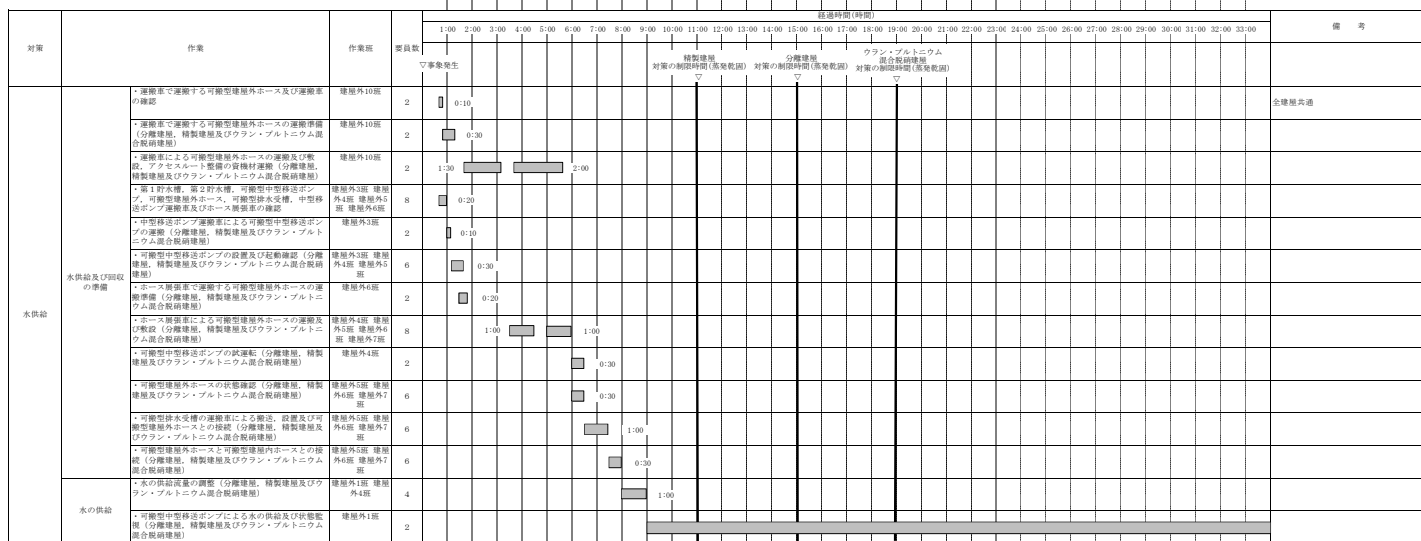 経過時間(時間)
対策
作業
作業班
要員数
1:00 2:00 3:00 4:00 5:00 6:00 7:00 8:00 9:00 10:00 11:00 12:00 13:00 14:00 15:00 16:00 17:00 18:00 19:00 20:00 21:00 22:00 23:00 24:00 25:00 26:00 27:00 28:00 29:00 30:00 31:00 32:00 33:00
備 考
▽事象発生
精製建屋
対策の制限時間(蒸発乾固)
▽
分離建屋
対策の制限時間(蒸発乾固)
▽
ウラン・プルトニウム
混合脱硝建屋
対策の制限時間(蒸発乾固)
▽
水供給
水供給及び回収
の準備
・運搬車で運搬する可搬型建屋外ホース及び運搬車
の確認
建屋外10班
2
0:10
全建屋共通
・運搬車で運搬する可搬型建屋外ホースの運搬準備
(分離建屋，精製建屋及びウラン・プルトニウム混
合脱硝建屋)
建屋外10班
2
0:30
・運搬車による可搬型建屋外ホースの運搬及び敷
設，アクセスルート整備の資機材運搬（分離建屋，
精製建屋及びウラン・プルトニウム混合脱硝建屋）
建屋外10班
2
1:30
2:00
・第１貯水槽，第２貯水槽，可搬型中型移送ポン
プ，可搬型建屋外ホース，可搬型排水受槽，中型移
送ポンプ運搬車及びホース展張車の確認
建屋外3班 建屋
外4班 建屋外5
班 建屋外6班
8
0:20
・中型移送ポンプ運搬車による可搬型中型移送ポン
プの運搬（分離建屋，精製建屋及びウラン・プルト
ニウム混合脱硝建屋）
建屋外3班
2
0:10
・可搬型中型移送ポンプの設置及び起動確認（分離
建屋，精製建屋及びウラン・プルトニウム混合脱硝
建屋）
建屋外3班 建屋
外4班 建屋外5
班
6
0:30
・ホース展張車で運搬する可搬型建屋外ホースの運
搬準備（分離建屋，精製建屋及びウラン・プルトニ
ウム混合脱硝建屋）
建屋外6班
2
0:20
・ホース展張車による可搬型建屋外ホースの運搬及
び敷設（分離建屋，精製建屋及びウラン・プルトニ
ウム混合脱硝建屋）
建屋外4班 建屋
外5班 建屋外6
班 建屋外7班
8
1:00
1:00
・可搬型中型移送ポンプの試運転（分離建屋，精製
建屋及びウラン・プルトニウム混合脱硝建屋）
建屋外4班
2
0:30
・可搬型建屋外ホースの状態確認（分離建屋，精製
建屋及びウラン・プルトニウム混合脱硝建屋）
建屋外5班 建屋
外6班 建屋外7
班
6
0:30
・可搬型排水受槽の運搬車による搬送，設置及び可
搬型建屋外ホースとの接続（分離建屋，精製建屋及
びウラン・プルトニウム混合脱硝建屋）
建屋外5班 建屋
外6班 建屋外7
班
6
1:00
・可搬型建屋外ホースと可搬型建屋内ホースとの接
続（分離建屋，精製建屋及びウラン・プルトニウム
混合脱硝建屋）
建屋外5班 建屋
外6班 建屋外7
班
6
0:30
水の供給
・水の供給流量の調整（分離建屋，精製建屋及びウ
ラン・プルトニウム混合脱硝建屋）
建屋外1班 建屋
外4班
4
1:00
・可搬型中型移送ポンプによる水の供給及び状態監
視（分離建屋，精製建屋及びウラン・プルトニウム
混合脱硝建屋）
建屋外1班
2